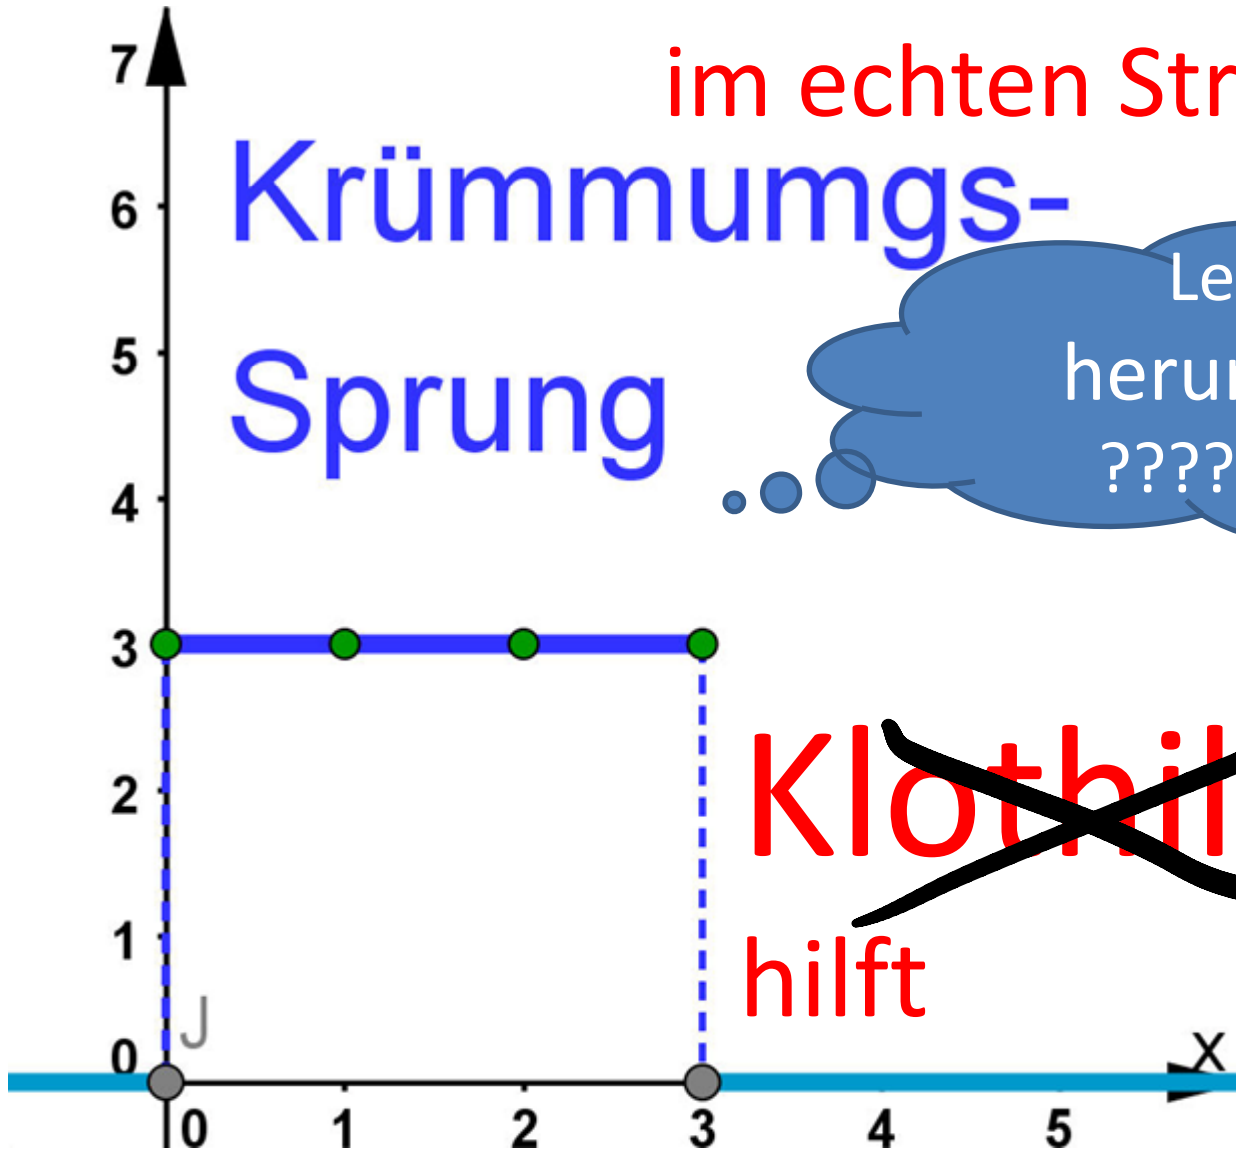 7
im echten Str
Krümmumgs-
6
Le
5
herur
Sprung
????
4
3
2
Klothil
1
hilft
J
0
x
0 1 2 3 4 5